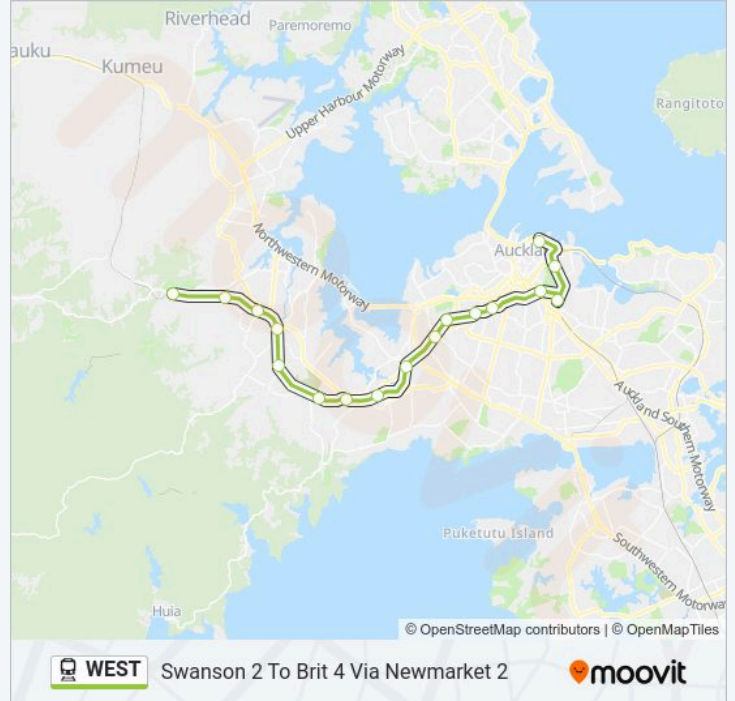 Riverhead
Paremoremo
auku
Kumeu
Upper Harbour Motorway
Rangitoto
Northwestern Motorway
Auckla
Auckland Southern Motorway
Puketutu Island
Southwestern Motorway
Huia
© OpenStreetMap contributors | © OpenMapTiles
WEST Swanson 2 To Brit 4 Via Newmarket 2 moovit